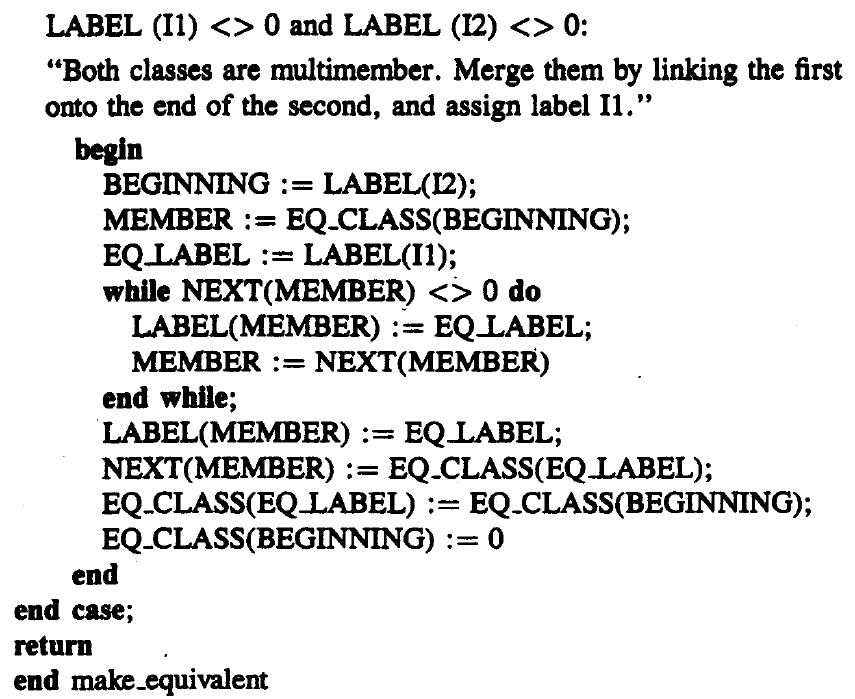 LABEL (I1) <> 0 and LABEL (I2) <> 0:
“Both classes are multimember. Merge them by linking the first
onto the end of the second, and assign label I1.”
begin
BEGINNING := LABEL(I2);
MEMBER := EQ_CLASS(BEGINNING);
EQ_LABEL := LABEL(I1);
while NEXT(MEMBER) <> 0 do
LABEL(MEMBER) := EQ_LABEL;
MEMBER := NEXT(MEMBER)
end while;
LABEL(MEMBER) := EQ_LABEL;
NEXT(MEMBER) := EQ_CLASS(EQ_LABEL);
EQ_CLASS(EQ_LABEL) := EQ_CLASS(BEGINNING);
EQ_CLASS(BEGINNING) := 0
end
end case;
return
end make_equivalent